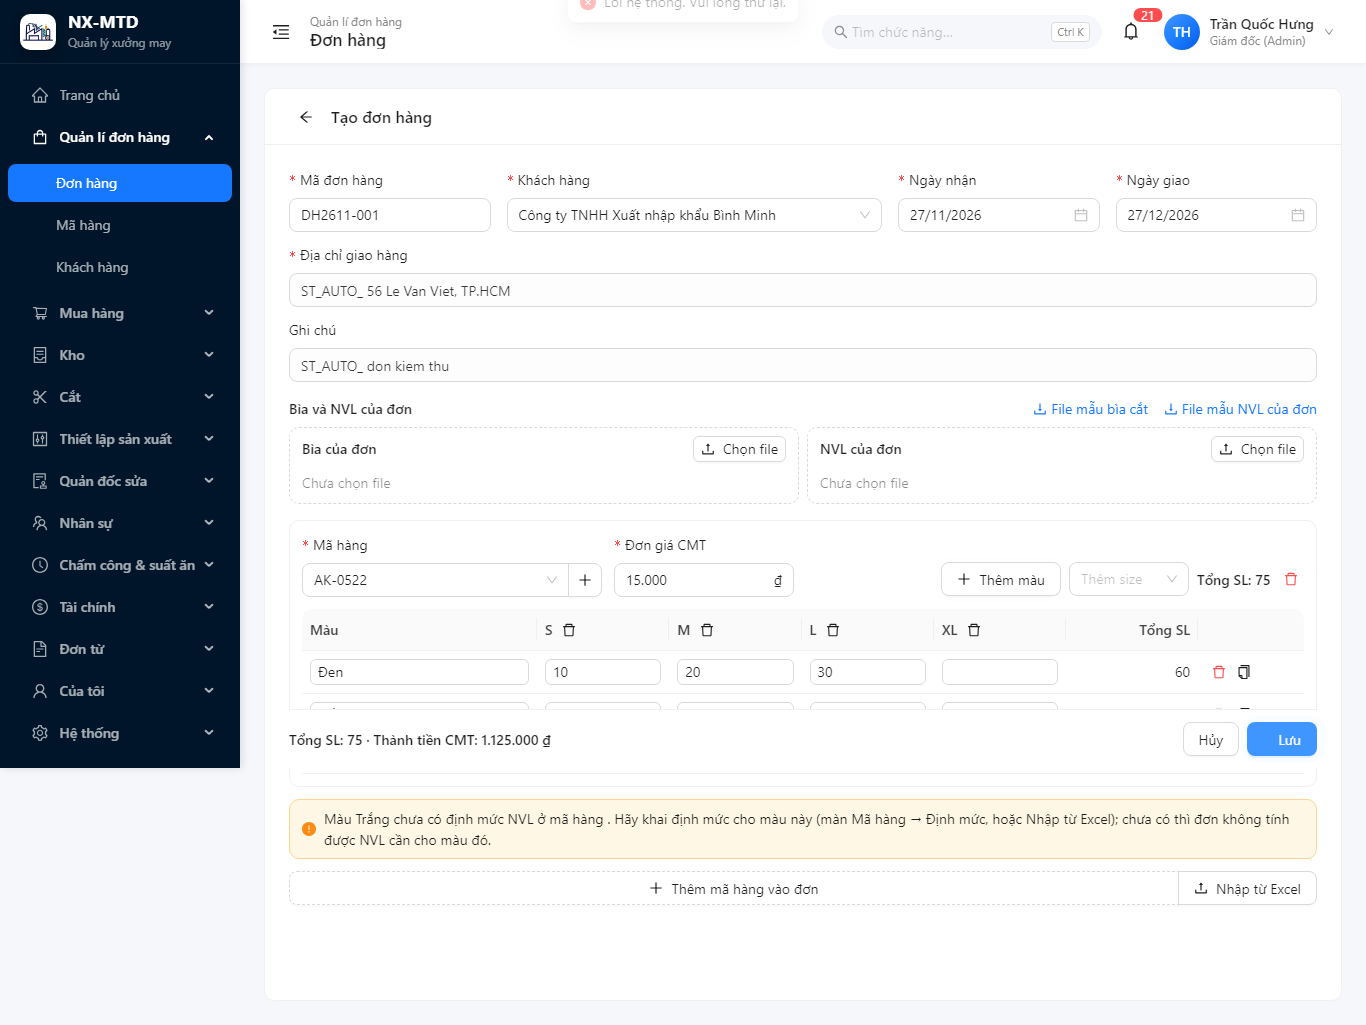 NX-MTD
Quản lý xưởng may
Trang chủ
Quản lí đơn hàng
Đơn hàng
Mã hàng
Khách hàng
Mua hàng
Kho
Cắt
Thiết lập sản xuất
Quản đốc sửa
Nhân sự
Chấm công & suất ăn
Tài chính
Đơn từ
Của tôi
Hệ thống
Quản lí đơn hàng
Đơn hàng
Lỗi hệ thống. Vui lòng thử lại.
Tìm chức năng...
Ctrl K
21
TH
Trần Quốc Hưng
Giám đốc (Admin)
Tạo đơn hàng
* Mã đơn hàng
* Khách hàng
* Ngày nhận
* Ngày giao
DH2611-001
Công ty TNHH Xuất nhập khẩu Bình Minh
27/11/2026
27/12/2026
* Địa chỉ giao hàng
ST_AUTO_ 56 Le Van Viet, TP.HCM
Ghi chú
ST_AUTO_ don kiem thu
Bìa và NVL của đơn
File mẫu bìa cắt
File mẫu NVL của đơn
Bìa của đơn
Chọn file
Chưa chọn file
NVL của đơn
Chọn file
Chưa chọn file
* Mã hàng
* Đơn giá CMT
AK-0522
15.000 ₫
Thêm màu
Thêm size
Tổng SL: 75
Màu S M L XL Tổng SL
Đen 10 20 30 60
Tổng SL: 75 · Thành tiền CMT: 1.125.000 ₫
Hủy
Lưu
Màu Trắng chưa có định mức NVL ở mã hàng . Hãy khai định mức cho màu này (màn Mã hàng → Định mức, hoặc Nhập từ Excel); chưa có thì đơn không tính
được NVL cần cho màu đó.
Thêm mã hàng vào đơn
Nhập từ Excel